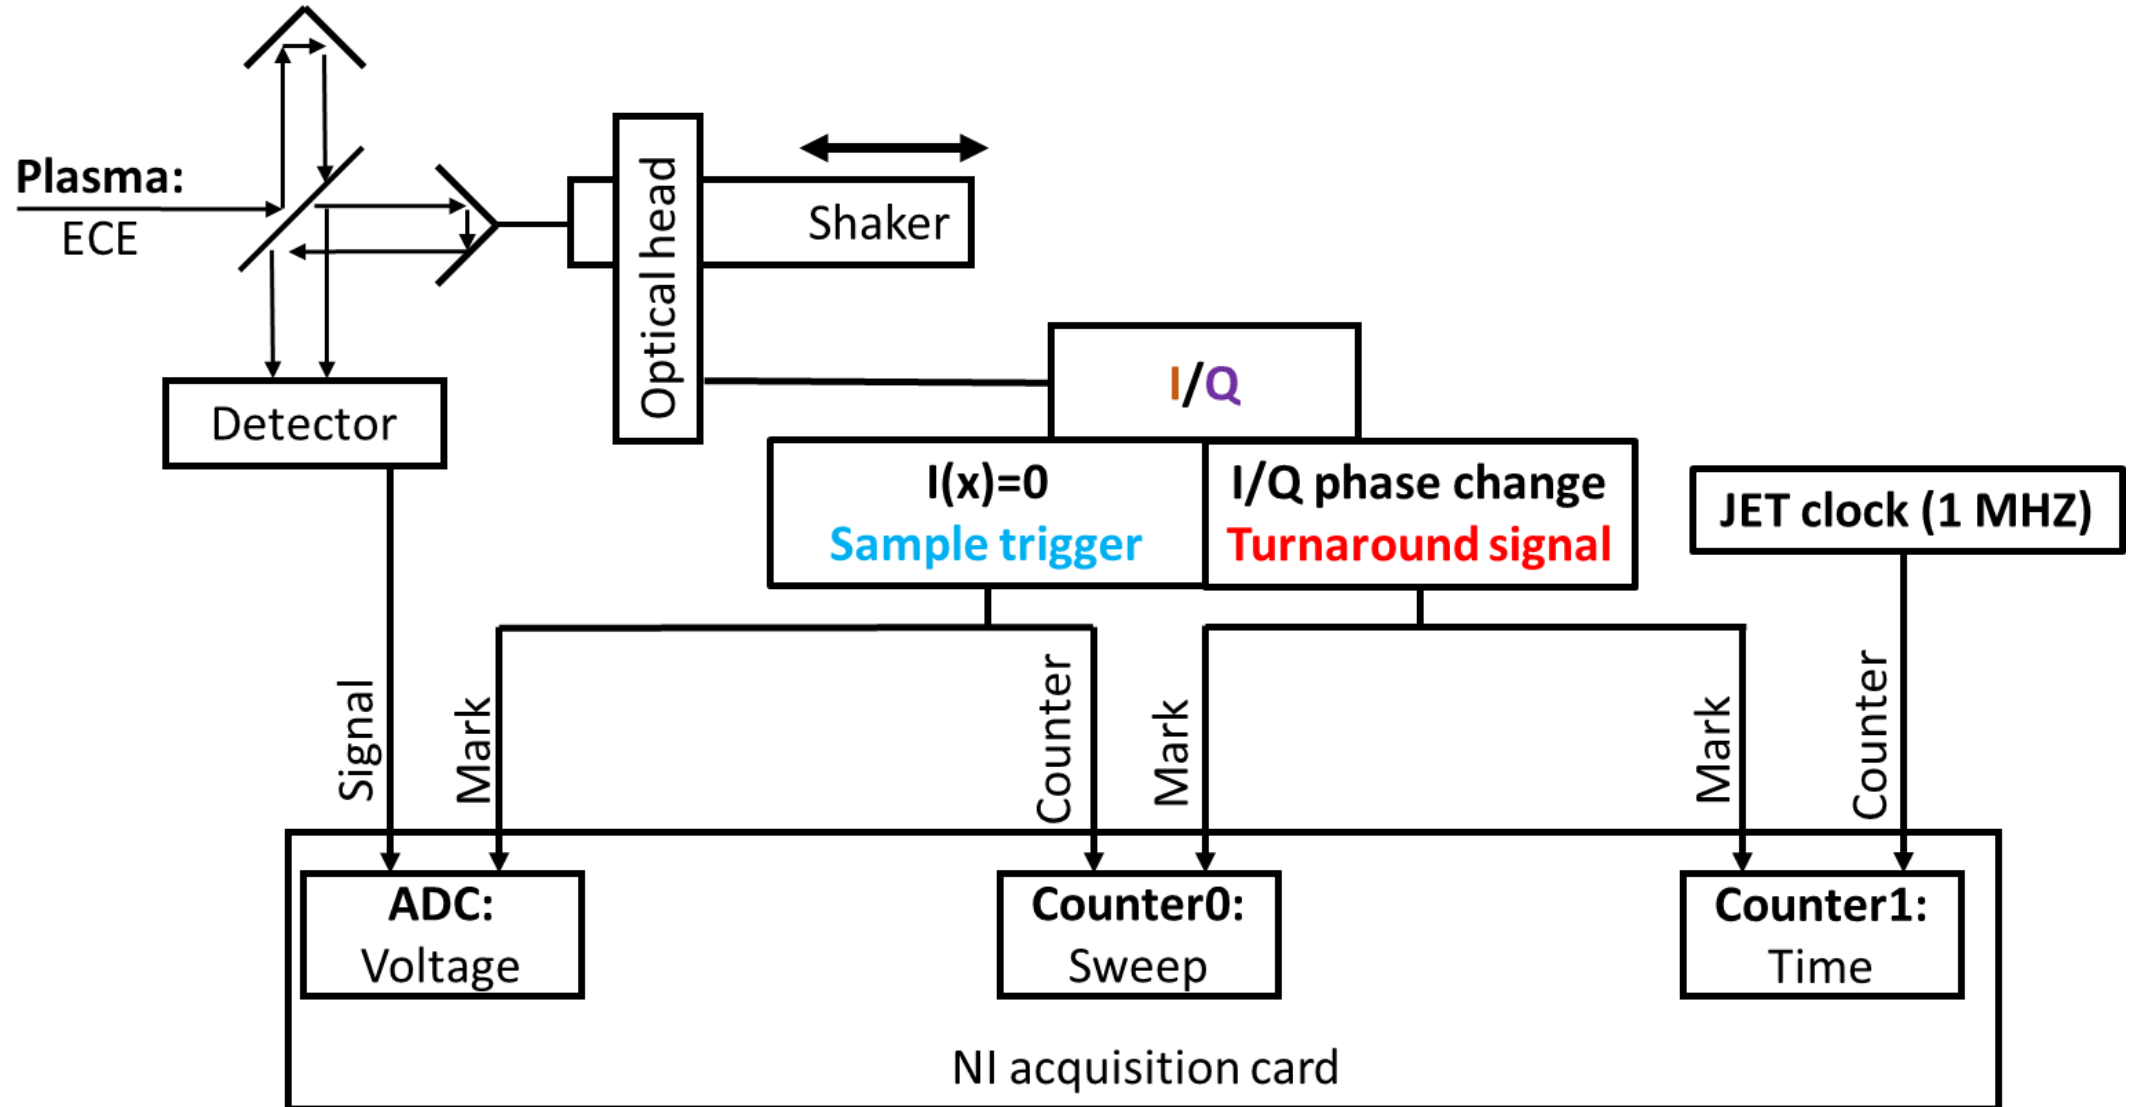 Plasma:
ECE
Optical head
Shaker
I/Q
Detector
I(x)=0
Sample trigger
I/Q phase change
Turnaround signal
JET clock (1 MHZ)
Signal
Mark
Counter
Mark
Mark
Counter
ADC:
Voltage
Counter0:
Sweep
Counter1:
Time
NI acquisition card